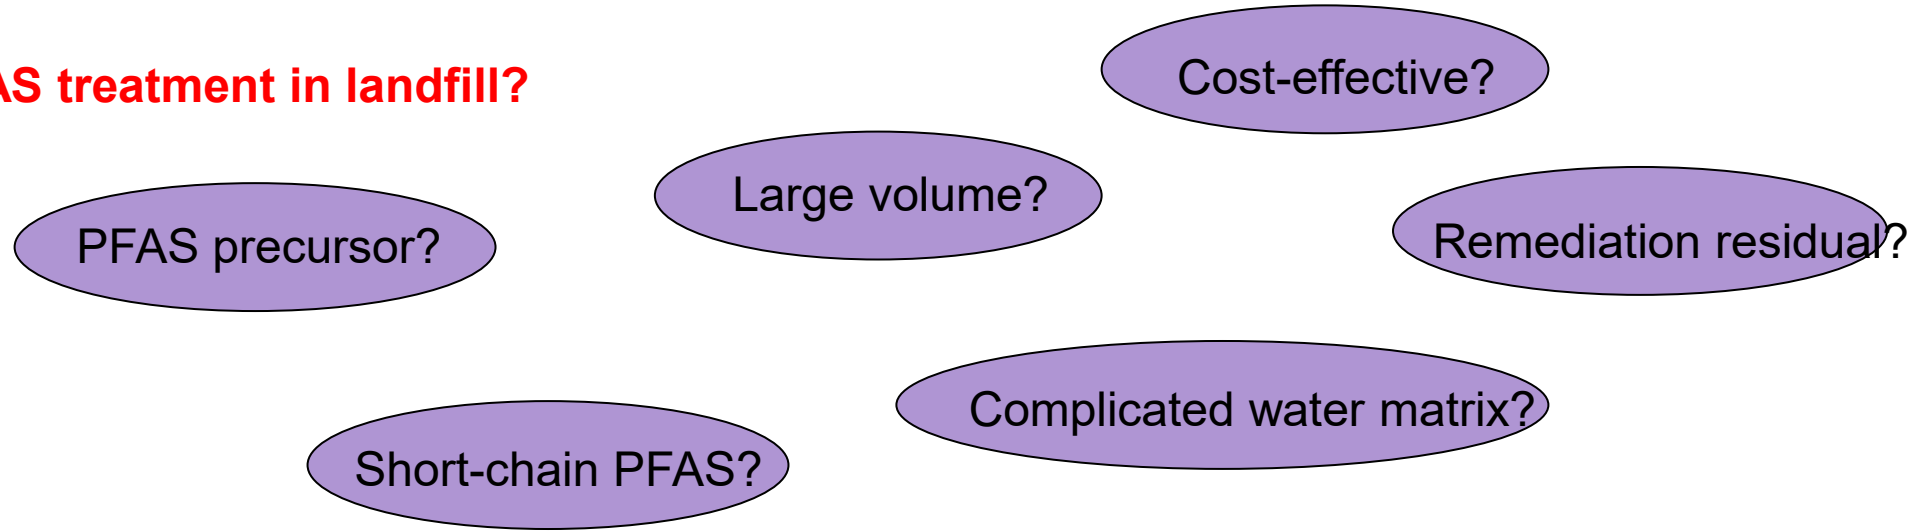 AS treatment in landfill?
Cost-effective?
Large volume?
PFAS precursor?
Remediation residual?
Complicated water matrix?
Short-chain PFAS?